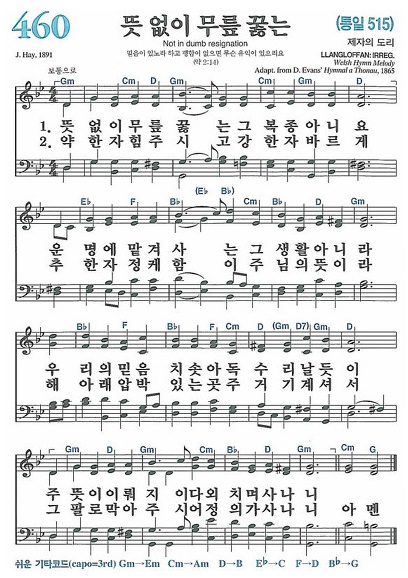 460
뜻 없이 무릎 꿇는
(통일 515)
Not in dumb resignation
제자의 도리
J. Hay, 1891
믿음이 있노라 하고 행함이 없으면 무슨 유익이 있으리요
(약 2:14)
LLANGLOFFAN: IRREG.
Welsh Hymn Melody
Adapt. from D. Evans' Hymnal a Thonau, 1865
보통으로
Gm Cm Gm D Gm Cm Gm D
1. 뜻 없이 무릎 꿇 는 그 복종 아니 요
2. 약 한자 힘주 시 고 강 한자 바르 게
(E♭ B♭)
Gm Cm Gm D Gm Cm D Gm
운 명에 맡겨 사 는 그 생활 아니 라
추 한자 정케 함 이 주 님의 뜻이 라
B♭ F B♭ F Cm D (Gm D7) Gm D
우 리의 믿음 치 솟아 독 수 리 날듯 이
해 아래 압박 있 는곳 주 거 기 계셔 서
Gm Cm Gm D Gm Cm D Gm Cm G
주 뜻이 이뤄 지 이다 외 치며 사나 니
그 팔로 막아 주 시어 정 의가 사나 니 아 멘
쉬운 기타코드(capo=3rd) Gm→Em Cm→Am D→B E♭→C F→D B♭→G